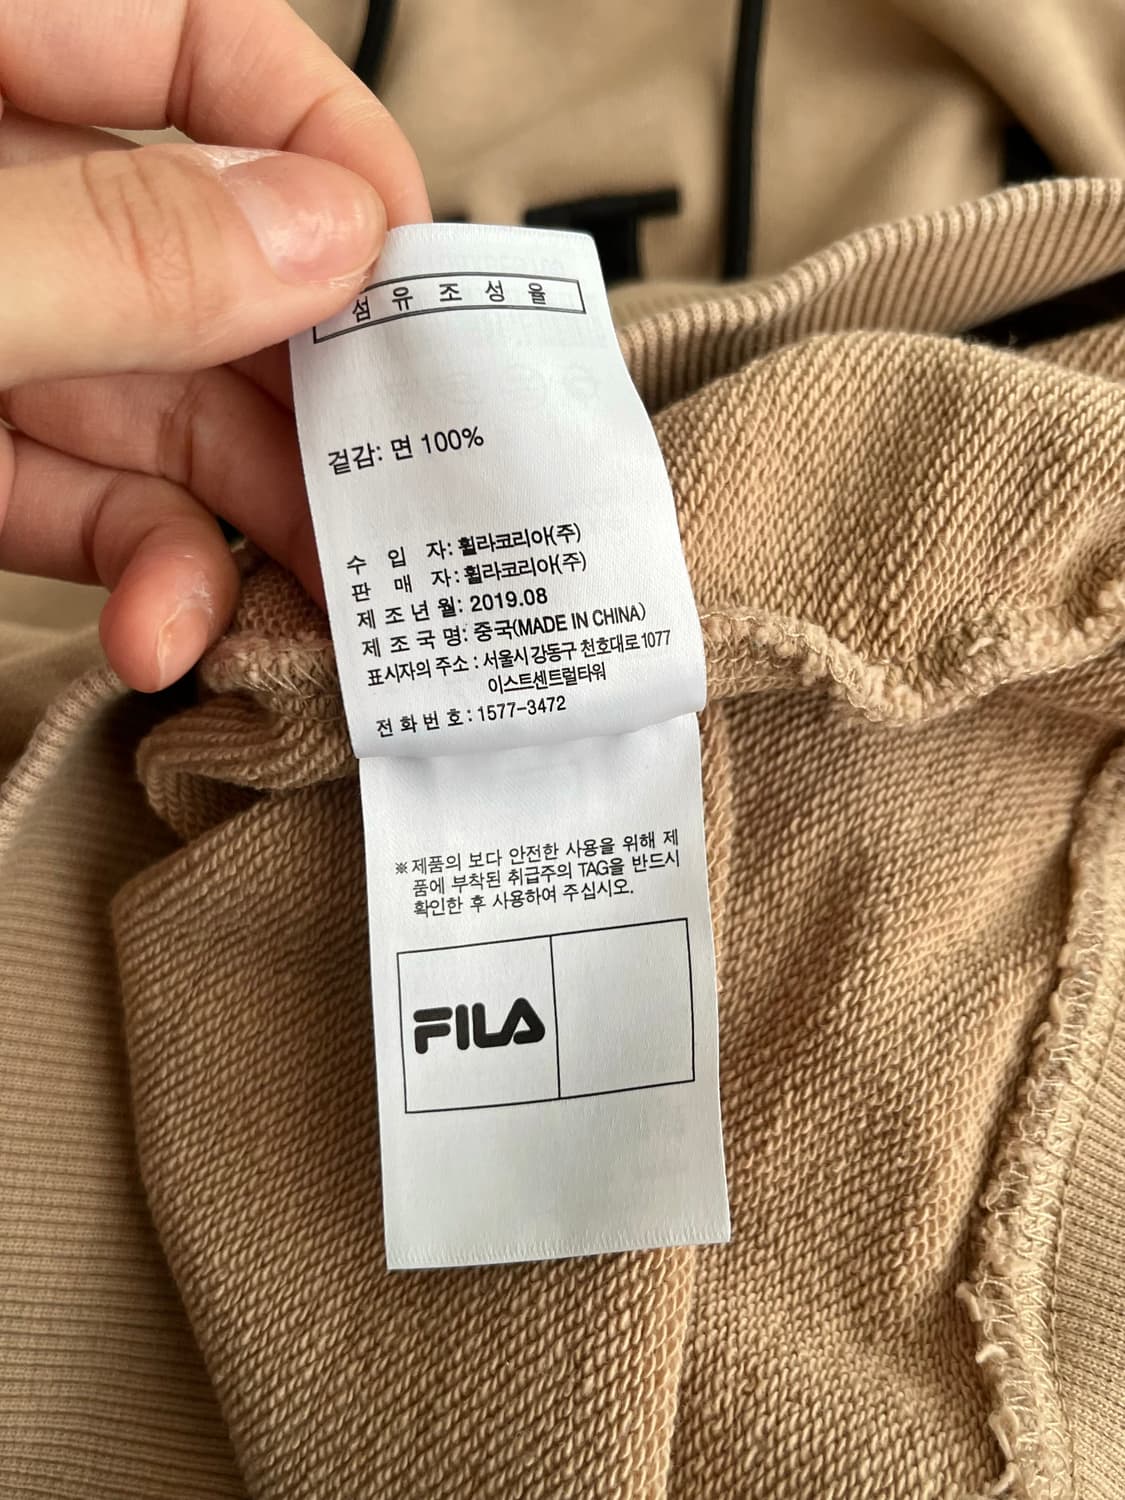 섬유조성율
겉감: 면 100%
수 입 자: 휠라코리아(주)
판 매 자: 휠라코리아(주)
제 조 년 월: 2019.08
제 조 국 명: 중국(MADE IN CHINA)
표시자의 주소 : 서울시 강동구 천호대로 1077
이스트센트럴타워
전 화 번 호 : 1577-3472
※ 제품의 보다 안전한 사용을 위해 제
품에 부착된 취급주의 TAG을 반드시
확인한 후 사용하여 주십시오.
FILA